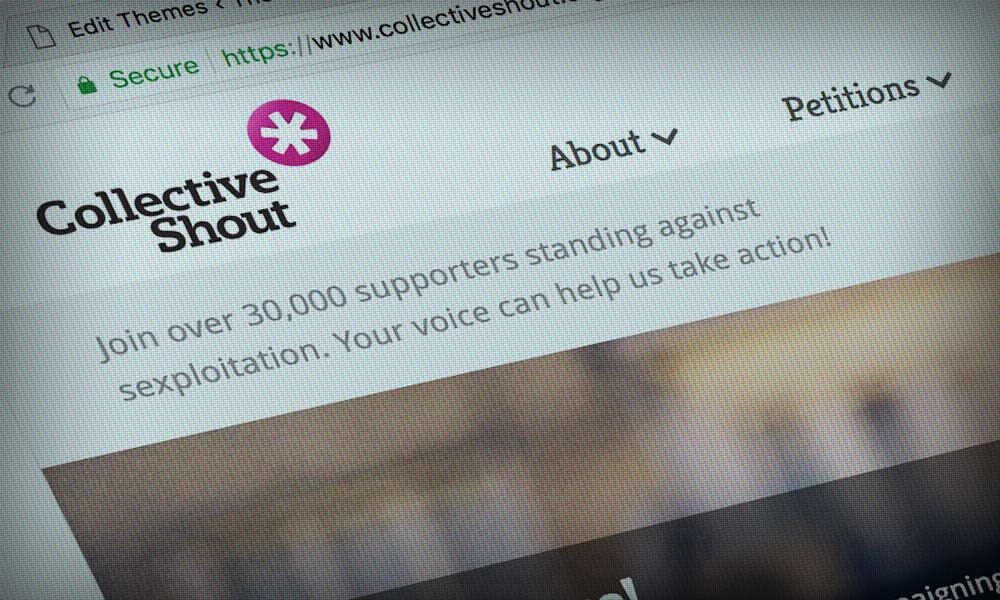 Edit Themes ‹
Secure
https://www.collectiveshout.
Collective
Shout
About
Petitions
Join over 30,000 supporters standing against
sexploitation. Your voice can help us take action!